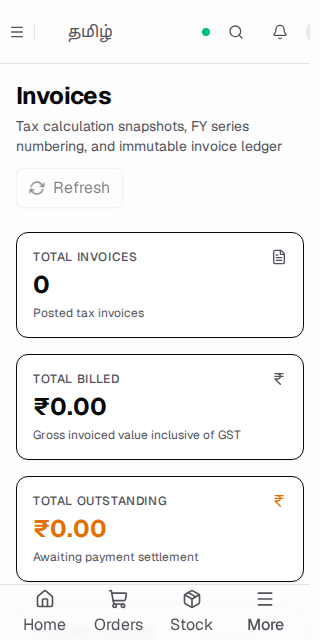 தமிழ்
Invoices
Tax calculation snapshots, FY series
numbering, and immutable invoice ledger
Refresh
TOTAL INVOICES
0
Posted tax invoices
TOTAL BILLED
₹
₹0.00
Gross invoiced value inclusive of GST
TOTAL OUTSTANDING
₹
₹0.00
Awaiting payment settlement
Home Orders Stock More